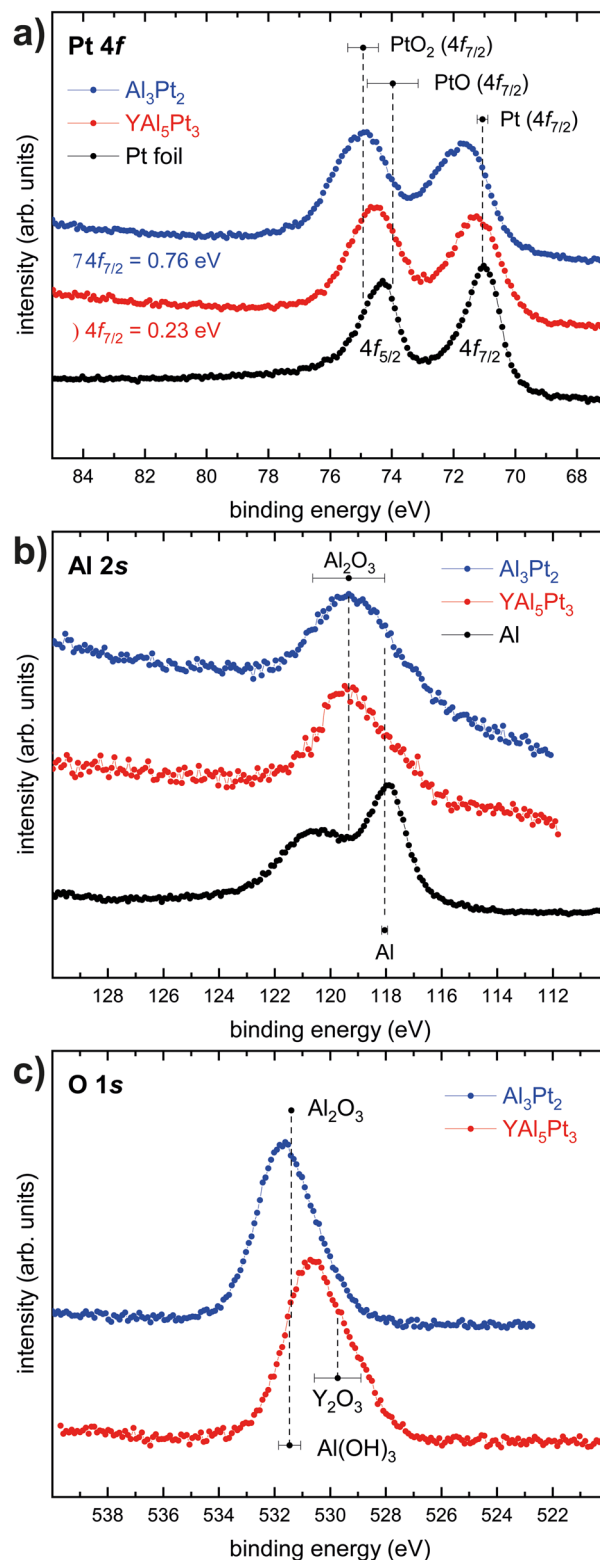 a)
Pt 4f
PtO₂ (4f₇/₂)
PtO (4f₇/₂)
Pt (4f₇/₂)
Al₃Pt₂
YAl₅Pt₃
Pt foil
7 4f₇/₂ = 0.76 eV
) 4f₇/₂ = 0.23 eV
4f₅/₂
4f₇/₂
intensity (arb. units)
84 82 80 78 76 74 72 70 68
binding energy (eV)
b)
Al 2s
Al₂O₃
Al₃Pt₂
YAl₅Pt₃
Al
Al
intensity (arb. units)
128 126 124 122 120 118 116 114 112
binding energy (eV)
c)
O 1s
Al₂O₃
Al₃Pt₂
YAl₅Pt₃
Y₂O₃
Al(OH)₃
intensity (arb. units)
538 536 534 532 530 528 526 524 522
binding energy (eV)